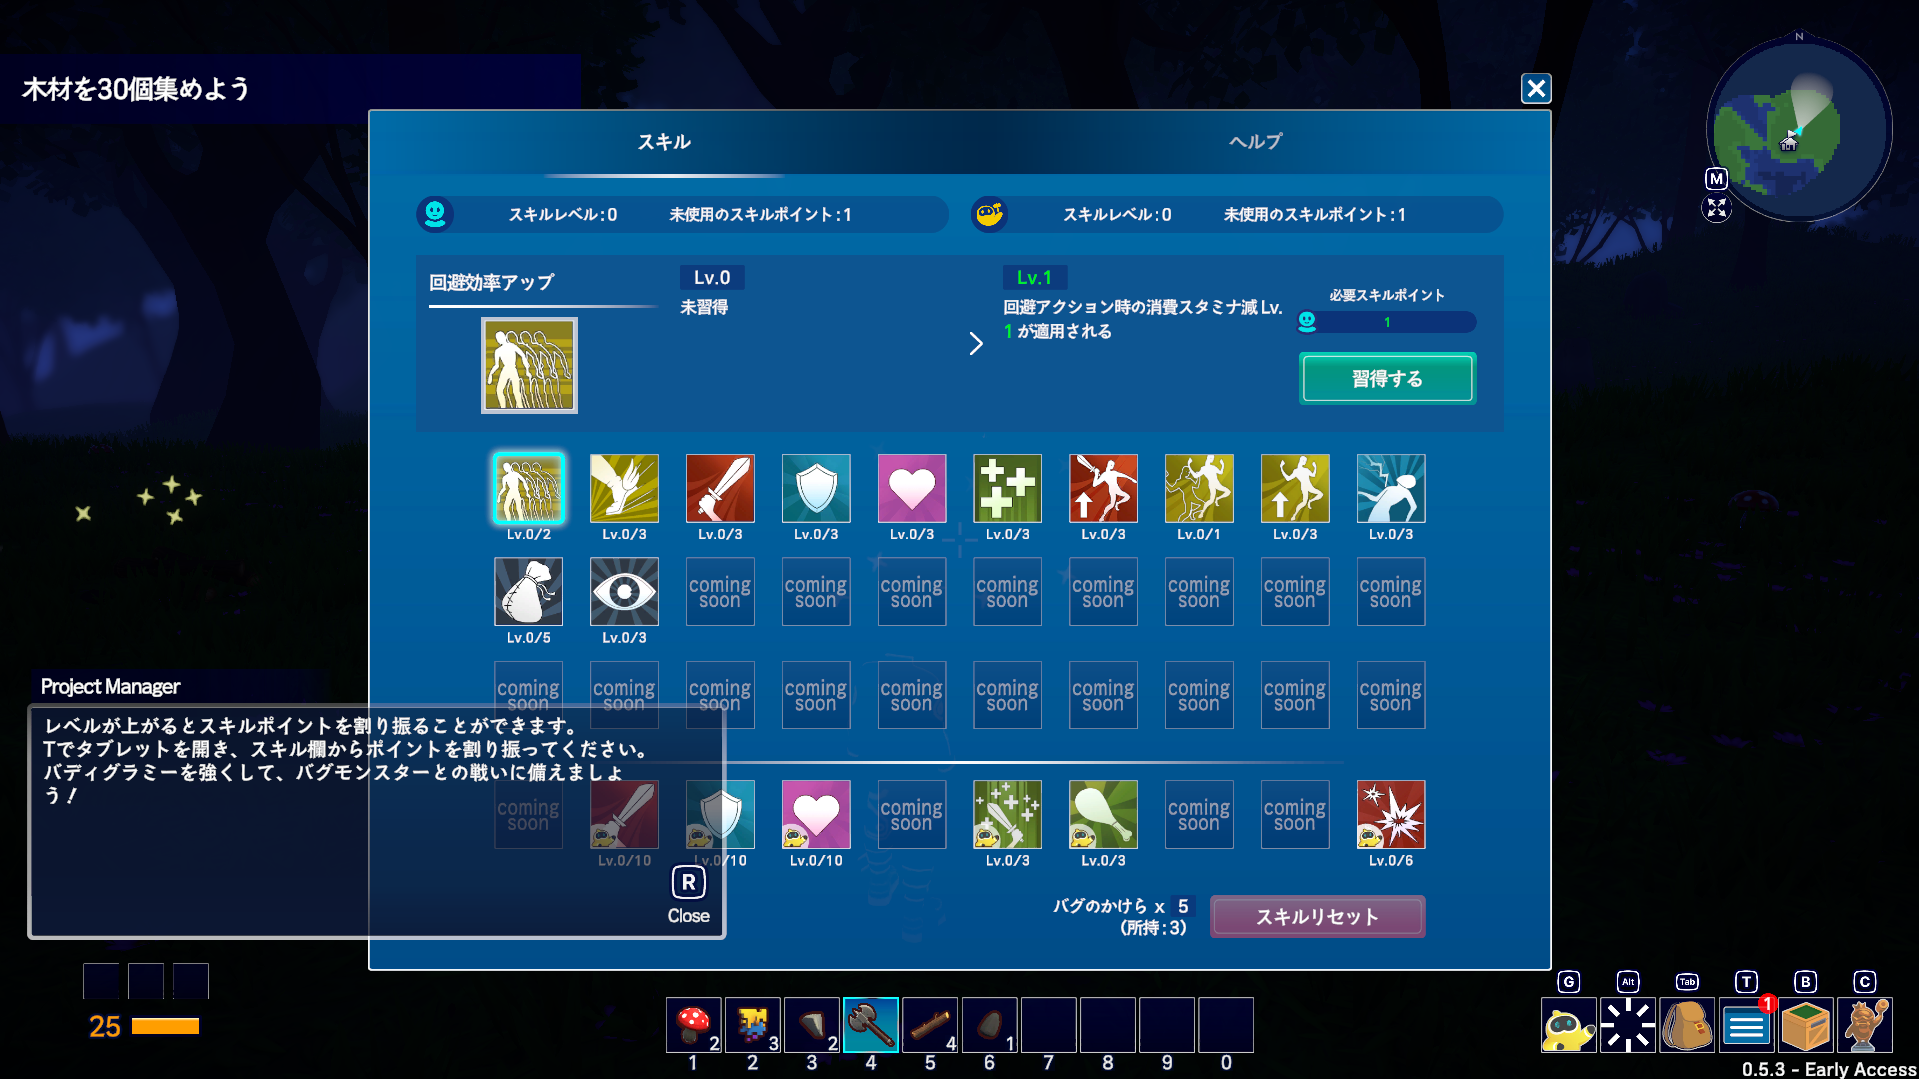 木材を30個集めよう
N
M
スキル
ヘルプ
スキルレベル:0
未使用のスキルポイント:1
スキルレベル:0
未使用のスキルポイント:1
回避効率アップ
Lv.0
未習得
Lv.1
回避アクション時の消費スタミナ減 Lv.
1 が適用される
必要スキルポイント
1
習得する
Lv.0/2
Lv.0/3
Lv.0/3
Lv.0/3
Lv.0/3
Lv.0/3
Lv.0/3
Lv.0/1
Lv.0/3
Lv.0/3
coming
soon
coming
soon
coming
soon
coming
soon
coming
soon
coming
soon
coming
soon
coming
soon
Lv.0/5
Lv.0/3
coming
soon
coming
soon
coming
soon
coming
soon
coming
soon
coming
soon
coming
soon
coming
soon
coming
soon
coming
soon
Project Manager
レベルが上がるとスキルポイントを割り振ることができます。
Tでタブレットを開き、スキル欄からポイントを割り振ってください。
バディグラミーを強くして、バグモンスターとの戦いに備えましょ
う！
R
Close
coming
soon
coming
soon
coming
soon
coming
soon
Lv.0/10
Lv.0/10
Lv.0/10
Lv.0/3
Lv.0/3
Lv.0/6
バグのかけら x 5
(所持:3)
スキルリセット
25
2
3
2
4
1
1
2
3
4
5
6
7
8
9
0
G
Alt
Tab
T
B
C
1
0.5.3 - Early Access